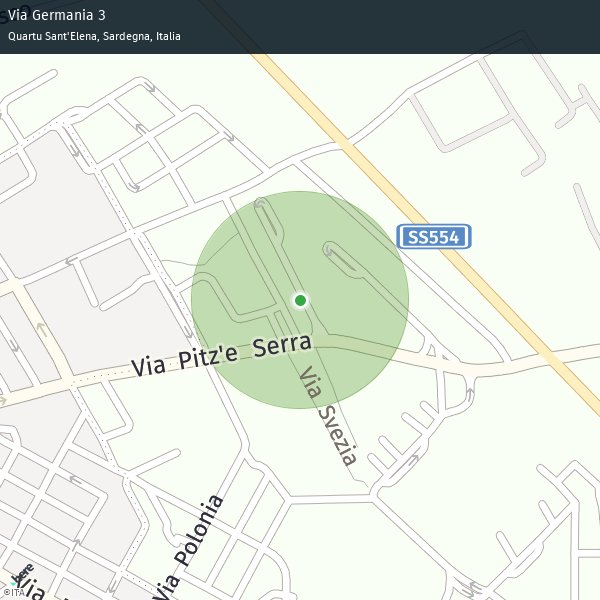 Via Germania 3
Quartu Sant'Elena, Sardegna, Italia
SS554
Via Pitz'e Serra
Via Svezia
Via Polonia
Via
©ITA